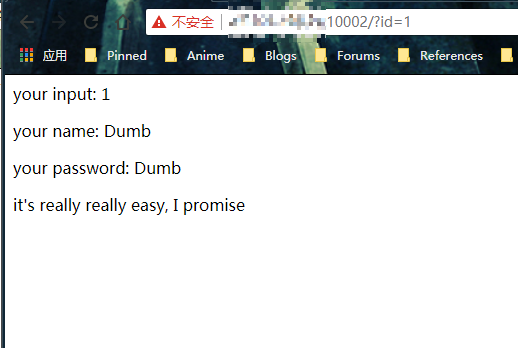 不安全 10002/?id=1
应用 Pinned Anime Blogs Forums References
your input: 1
your name: Dumb
your password: Dumb
it's really really easy, I promise